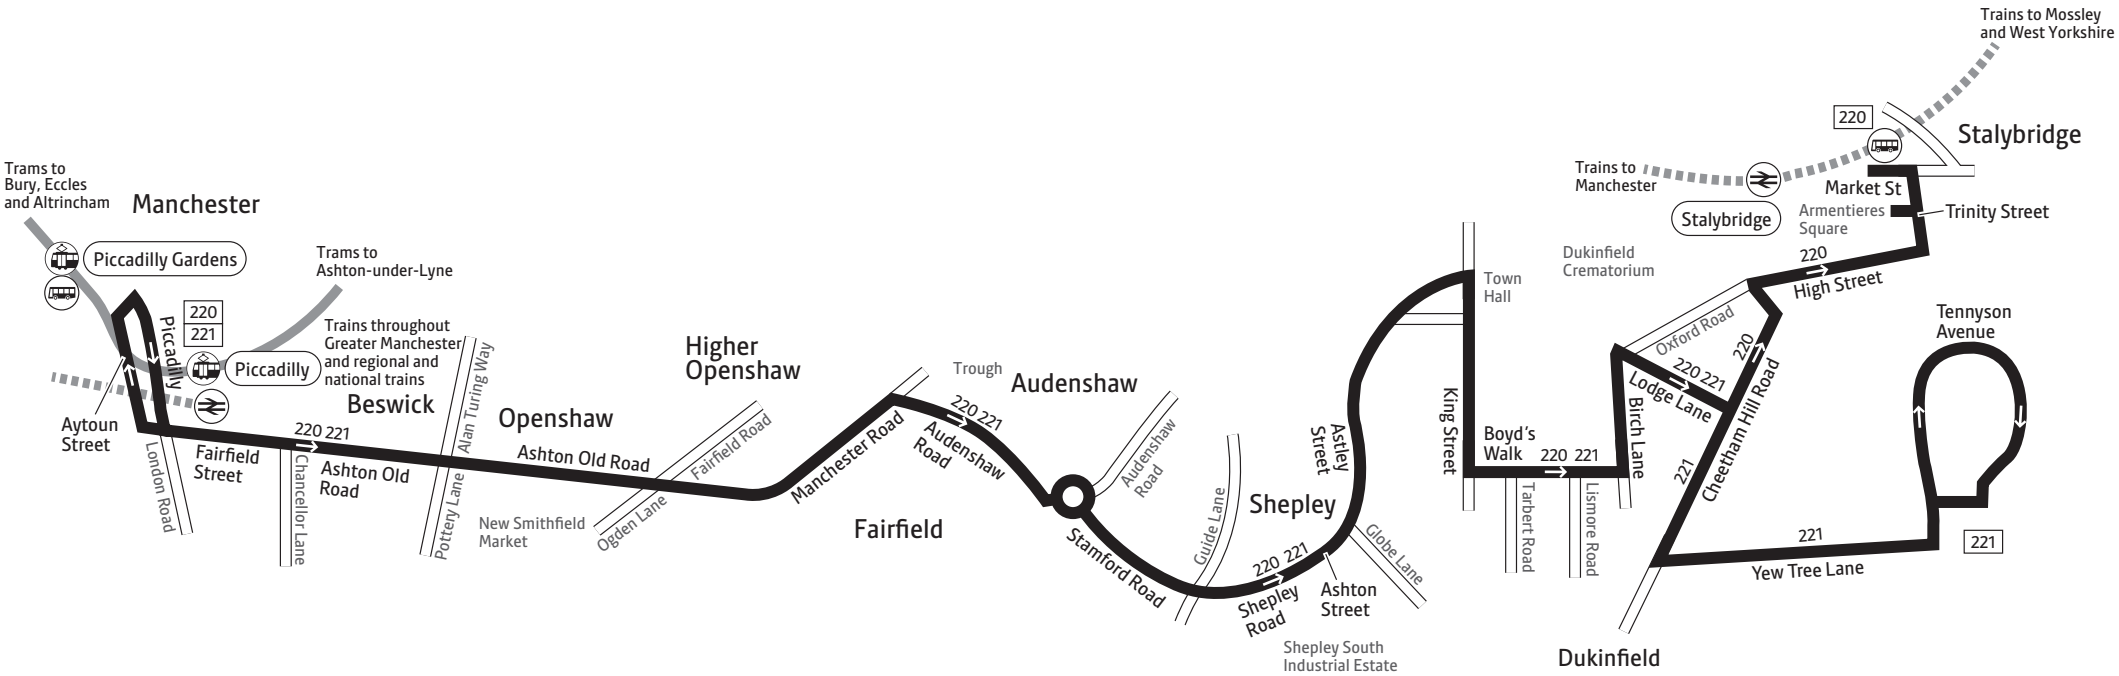 Trains to Mossley
and West Yorkshire
220
Stalybridge
Trains to
Manchester
Market St
Stalybridge
Armentieres
Square
Trinity Street
Trams to
Bury, Eccles
and Altrincham
Manchester
Piccadilly Gardens
Trams to
Ashton-under-Lyne
220
221
Piccadilly
Piccadilly
Trains throughout
Greater Manchester
and regional and
national trains
Beswick
Aytoun
Street
London Road
Fairfield
Street
220 221
Chancellor Lane
Ashton Old
Road
Alan Turing Way
Pottery Lane
Openshaw
Ashton Old Road
New Smithfield
Market
Ogden Lane
Fairfield Road
Higher
Openshaw
Manchester Road
Trough
Audenshaw
220 221
Audenshaw
Road
Fairfield
Audenshaw
Road
Stamford Road
Guide Lane
Shepley
220 221
Shepley
Road
Ashton
Street
Shepley South
Industrial Estate
Globe Lane
Astley
Street
Town
Hall
King Street
Boyd's
Walk
220 221
Tarbert Road
Lismore Road
Birch Lane
Dukinfield
Crematorium
Oxford Road
220 221
Lodge Lane
220
Cheetham Hill Road
221
220
High Street
Tennyson
Avenue
221
221
Yew Tree Lane
Dukinfield